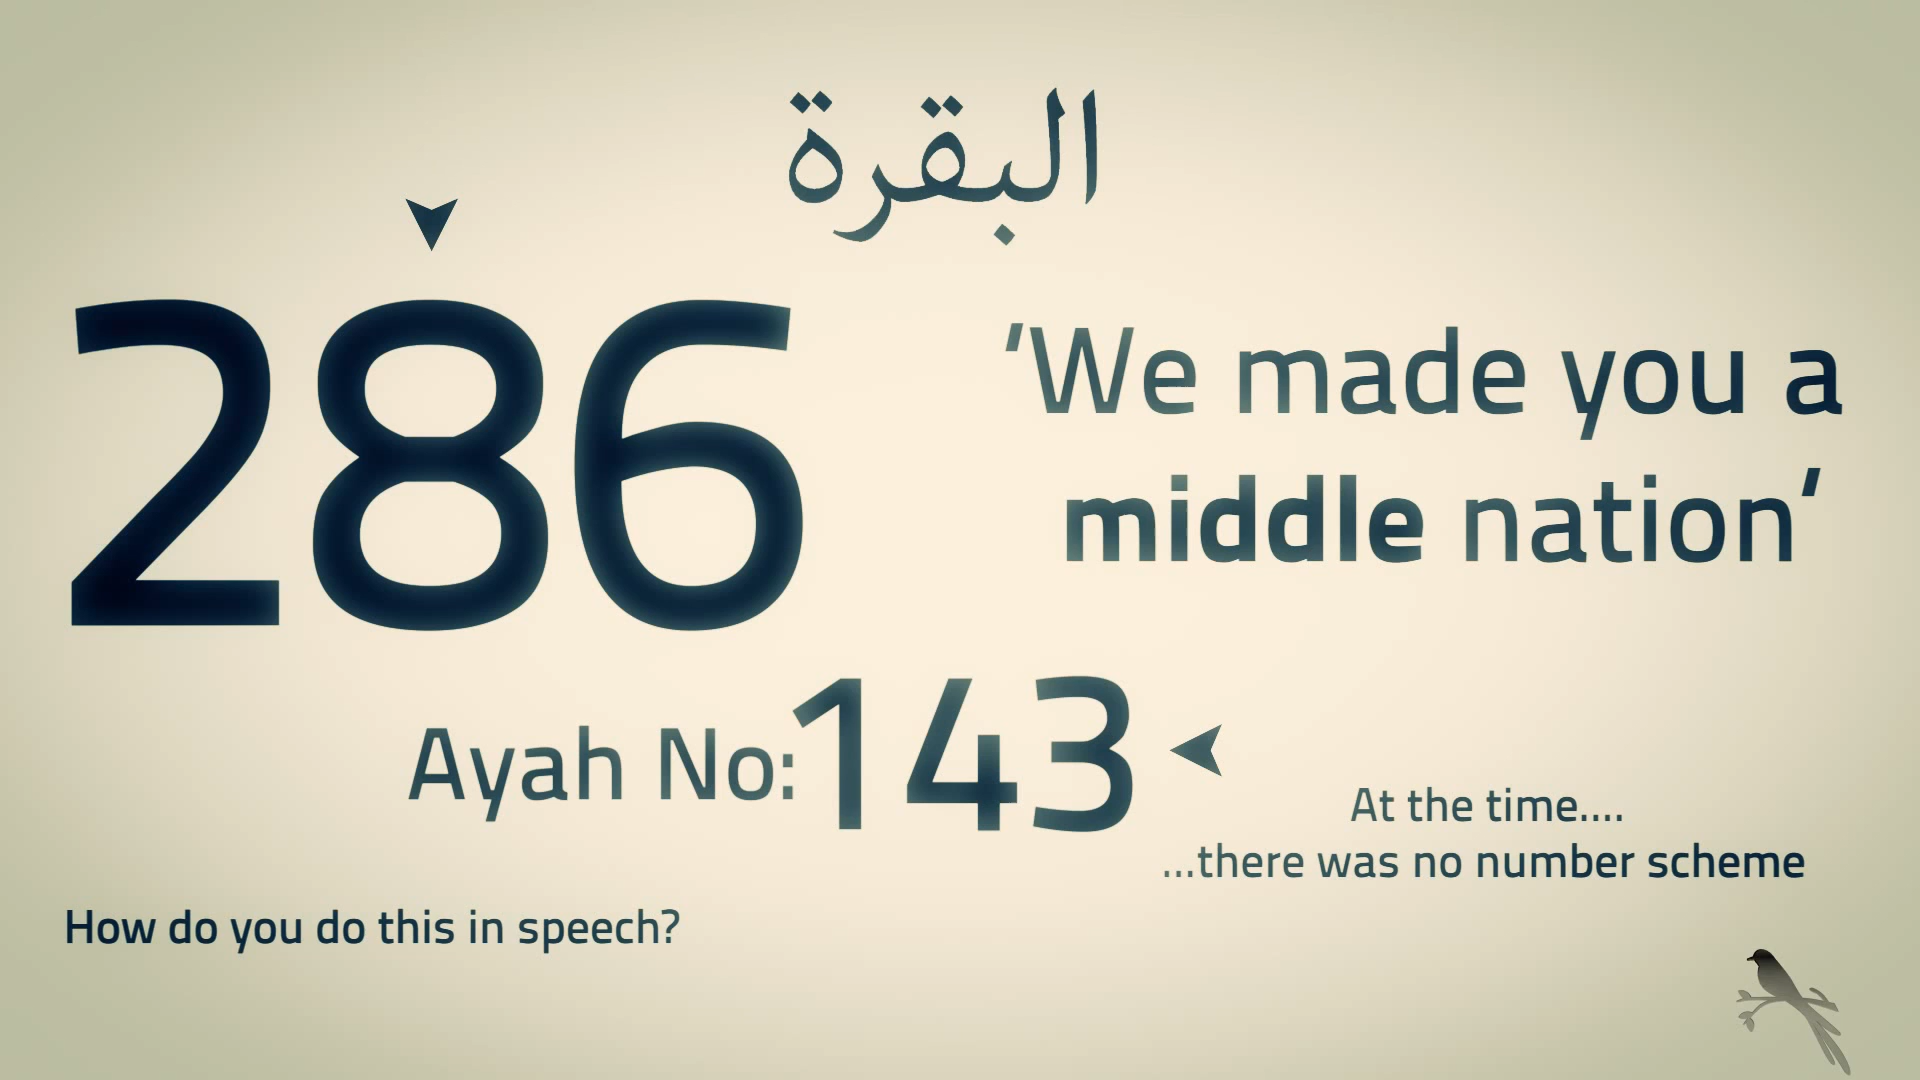 البقرة
286
'We made you a
middle nation'
Ayah No:143
At the time....
...there was no number scheme
How do you do this in speech?